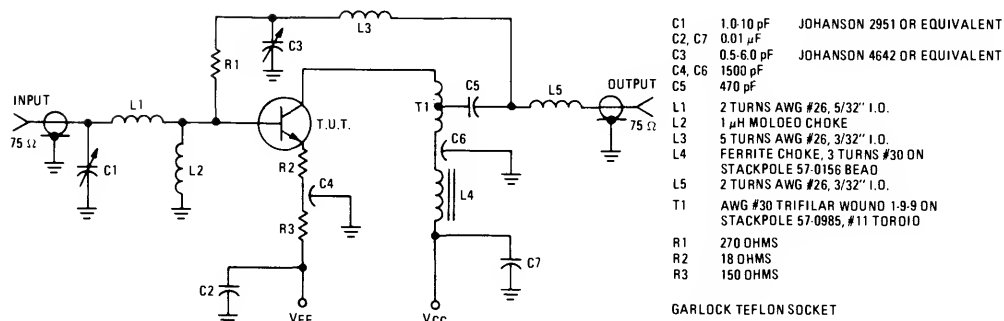 INPUT
75 Ω
C1
L1
L2
R1
C3
L3
T.U.T.
R2
C4
R3
C2
VEE
T1
C5
C6
L4
C7
VCC
L5
OUTPUT
75 Ω
C1 1.0-10 pF JOHANSON 2951 OR EQUIVALENT
C2, C7 0.01 μF
C3 0.5-6.0 pF JOHANSON 4642 OR EQUIVALENT
C4, C6 1500 pF
C5 470 pF
L1 2 TURNS AWG #26, 5/32" I.O.
L2 1 μH MOLOEO CHOKE
L3 5 TURNS AWG #26, 3/32" I.O.
L4 FERRITE CHOKE, 3 TURNS #30 ON
STACKPOLE 57-0156 BEAO
L5 2 TURNS AWG #26, 3/32" I.O.
T1 AWG #30 TRIFILAR WOUND 1-9-9 ON
STACKPOLE 57-0985, #11 TOROIO
R1 270 OHMS
R2 18 OHMS
R3 150 OHMS
GARLOCK TEFLON SOCKET